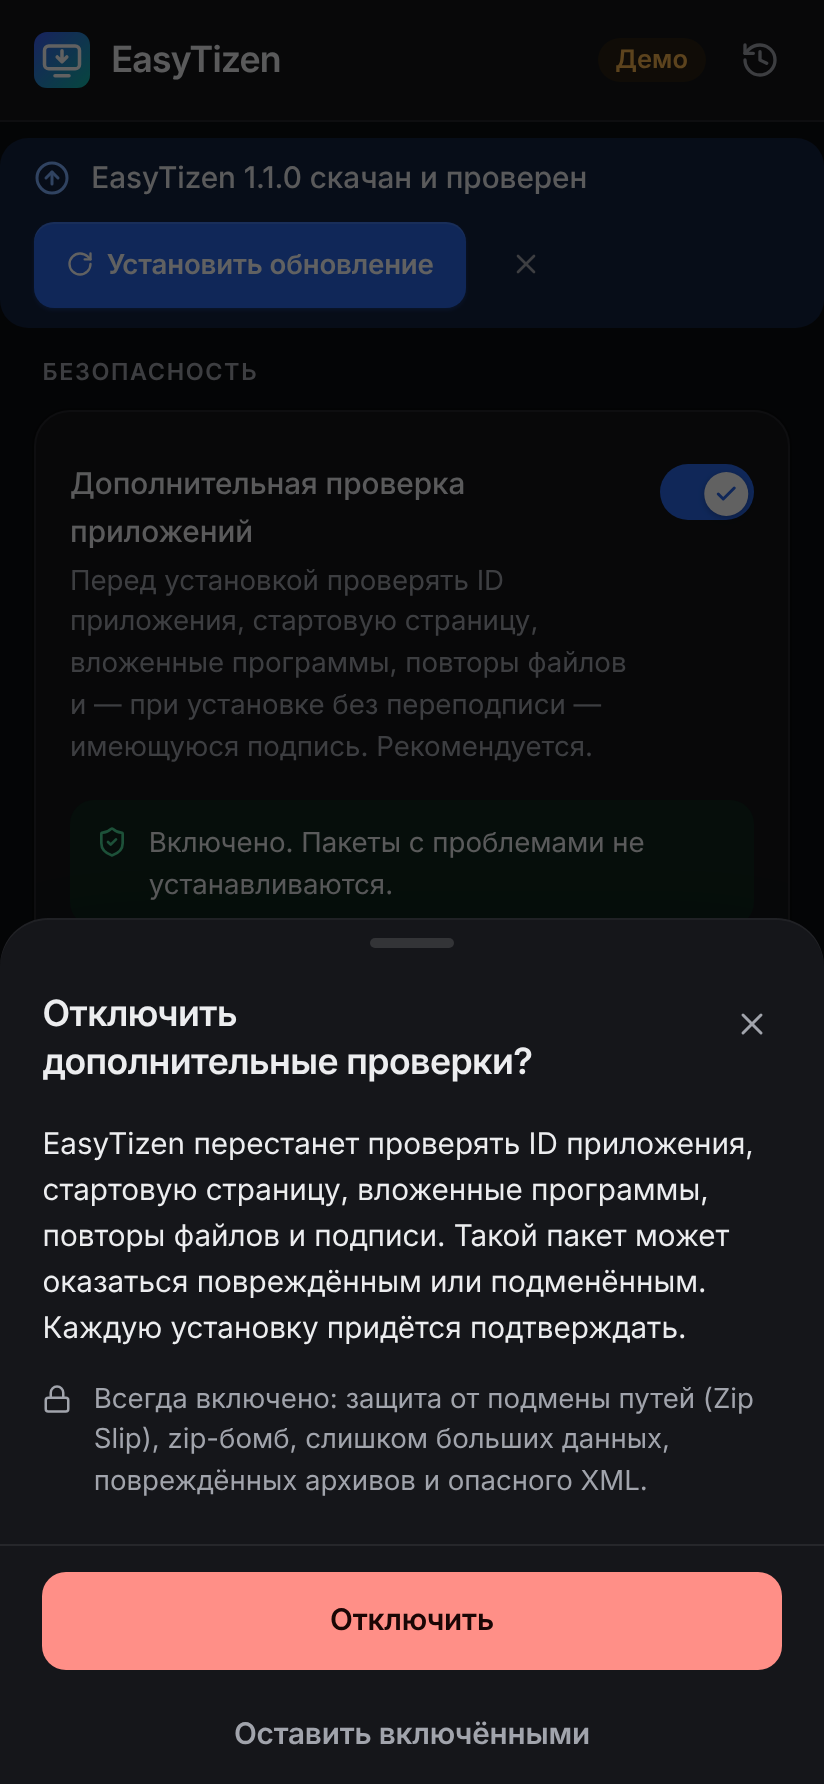 EasyTizen
Демо
EasyTizen 1.1.0 скачан и проверен
Установить обновление
БЕЗОПАСНОСТЬ
Дополнительная проверка
приложений
Перед установкой проверять ID
приложения, стартовую страницу,
вложенные программы, повторы файлов
и — при установке без переподписи —
имеющуюся подпись. Рекомендуется.
Включено. Пакеты с проблемами не
устанавливаются.
Отключить
дополнительные проверки?
EasyTizen перестанет проверять ID приложения,
стартовую страницу, вложенные программы,
повторы файлов и подписи. Такой пакет может
оказаться повреждённым или подменённым.
Каждую установку придётся подтверждать.
Всегда включено: защита от подмены путей (Zip
Slip), zip-бомб, слишком больших данных,
повреждённых архивов и опасного XML.
Отключить
Оставить включёнными